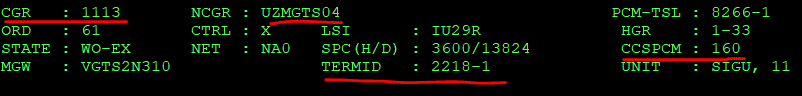 CGR : 1113 NCGR : UZMGTS04 PCM-TSL : 8266-1
ORD : 61 CTRL : X LSI : IU29R HGR : 1-33
STATE : WO-EX NET : NA0 SPC(H/D) : 3600/13824 CCSPCM : 160
MGW : VGTS2N310 TERMID : 2218-1 UNIT : SIGU, 11